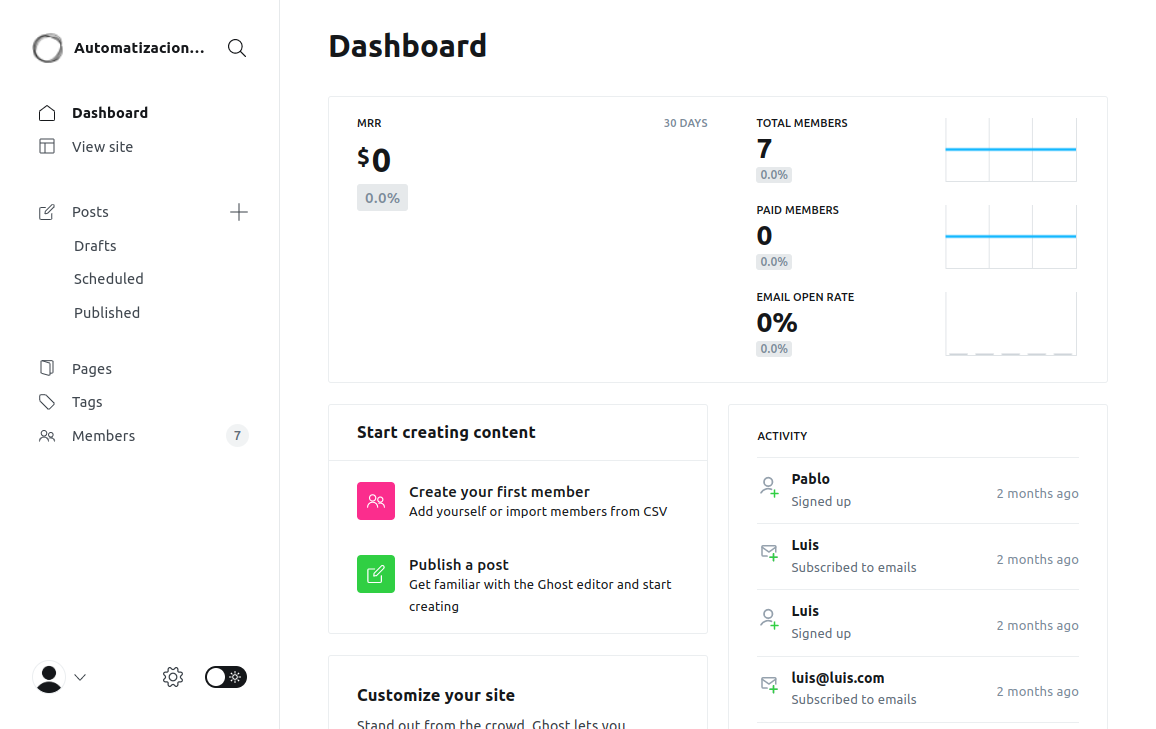 Automatizacion...
Dashboard
View site
Posts
Drafts
Scheduled
Published
Pages
Tags
Members
7
Dashboard
MRR
30 DAYS
$0
0.0%
TOTAL MEMBERS
7
0.0%
PAID MEMBERS
0
0.0%
EMAIL OPEN RATE
0%
0.0%
Start creating content
Create your first member
Add yourself or import members from CSV
Publish a post
Get familiar with the Ghost editor and start
creating
Customize your site
Stand out from the crowd. Ghost lets you
ACTIVITY
Pablo
Signed up
2 months ago
Luis
Subscribed to emails
2 months ago
Luis
Signed up
2 months ago
luis@luis.com
Subscribed to emails
2 months ago